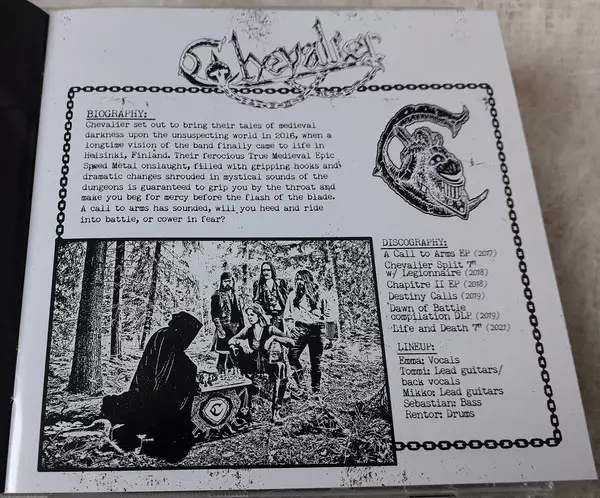 Chevalier
BIOGRAPHY:
Chevalier set out to bring their tales of medieval
darkness upon the unsuspecting world in 2016, when a
longtime vision of the band finally came to life in
Helsinki, Finland. Their ferocious True Medieval Epic
Speed Metal onslaught, filled with gripping hooks and
dramatic changes shrouded in mystical sounds of the
dungeons is guaranteed to grip you by the throat and
make you beg for mercy before the flash of the blade.
A call to arms has sounded, will you heed and ride
into battle, or cower in fear?
DISCOGRAPHY:
A Call to Arms EP (2017)
Chevalier Split 7"
w/ Legionnaire (2018)
Chapitre II EP (2018)
Destiny Calls (2019)
Dawn of Battle
compilation DLP (2019)
Life and Death 7" (2021)
LINEUP:
Emma: Vocals
Tommi: Lead guitars/
back vocals
Mikko: Lead guitars
Sebastian: Bass
Rentor: Drums